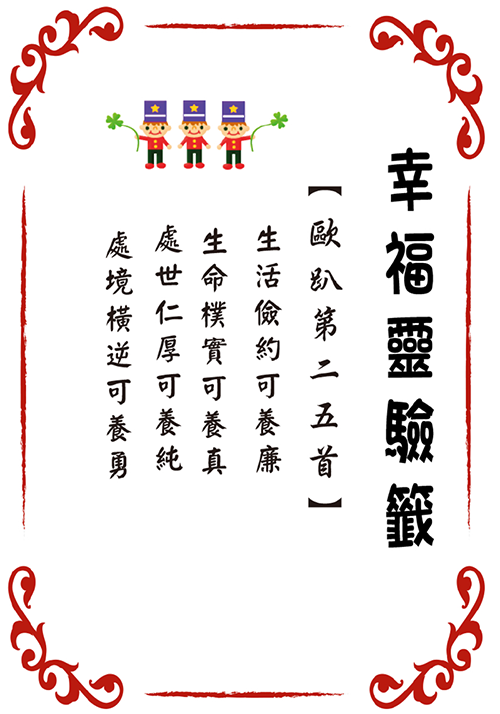 幸福靈驗籤
【歐趴第二五首】
生活儉約可養廉
生命樸實可養真
處世仁厚可養純
處境橫逆可養勇